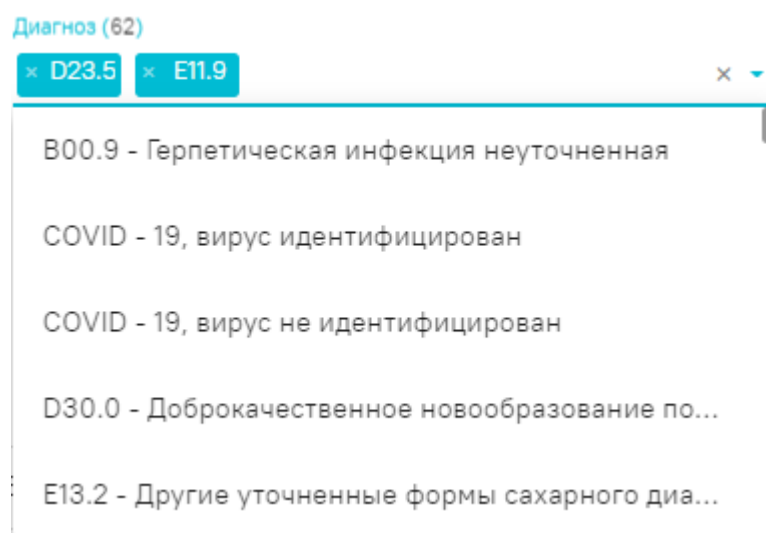 Диагноз (62)
× D23.5 × E11.9 ×
B00.9 - Герпетическая инфекция неуточненная
COVID - 19, вирус идентифицирован
COVID - 19, вирус не идентифицирован
D30.0 - Доброкачественное новообразование по...
E13.2 - Другие уточненные формы сахарного диа...